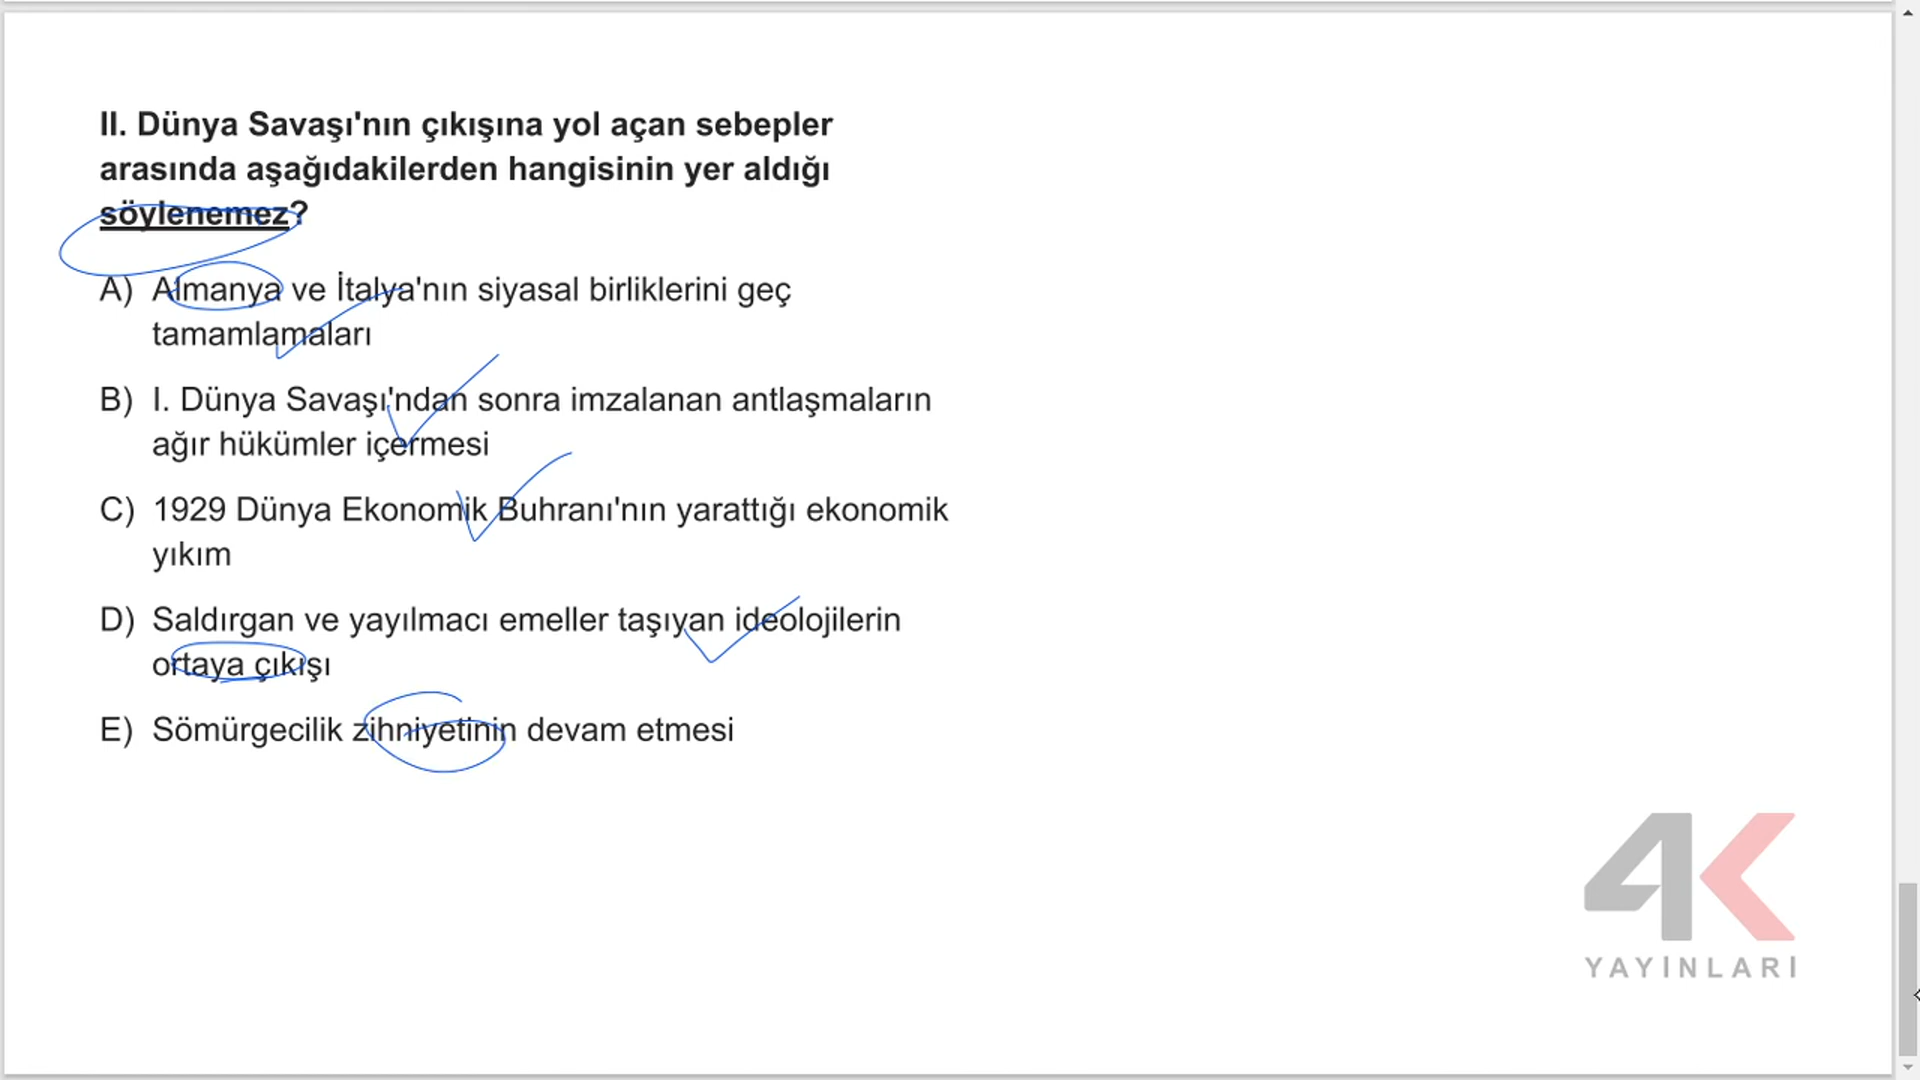 II. Dünya Savaşı'nın çıkışına yol açan sebepler
arasında aşağıdakilerden hangisinin yer aldığı
söylenemez?
A) Almanya ve İtalya'nın siyasal birliklerini geç
tamamlamaları
B) I. Dünya Savaşı'ndan sonra imzalanan antlaşmaların
ağır hükümler içermesi
C) 1929 Dünya Ekonomik Buhranı'nın yarattığı ekonomik
yıkım
D) Saldırgan ve yayılmacı emeller taşıyan ideolojilerin
ortaya çıkışı
E) Sömürgecilik zihniyetinin devam etmesi
4K
YAYINLARI